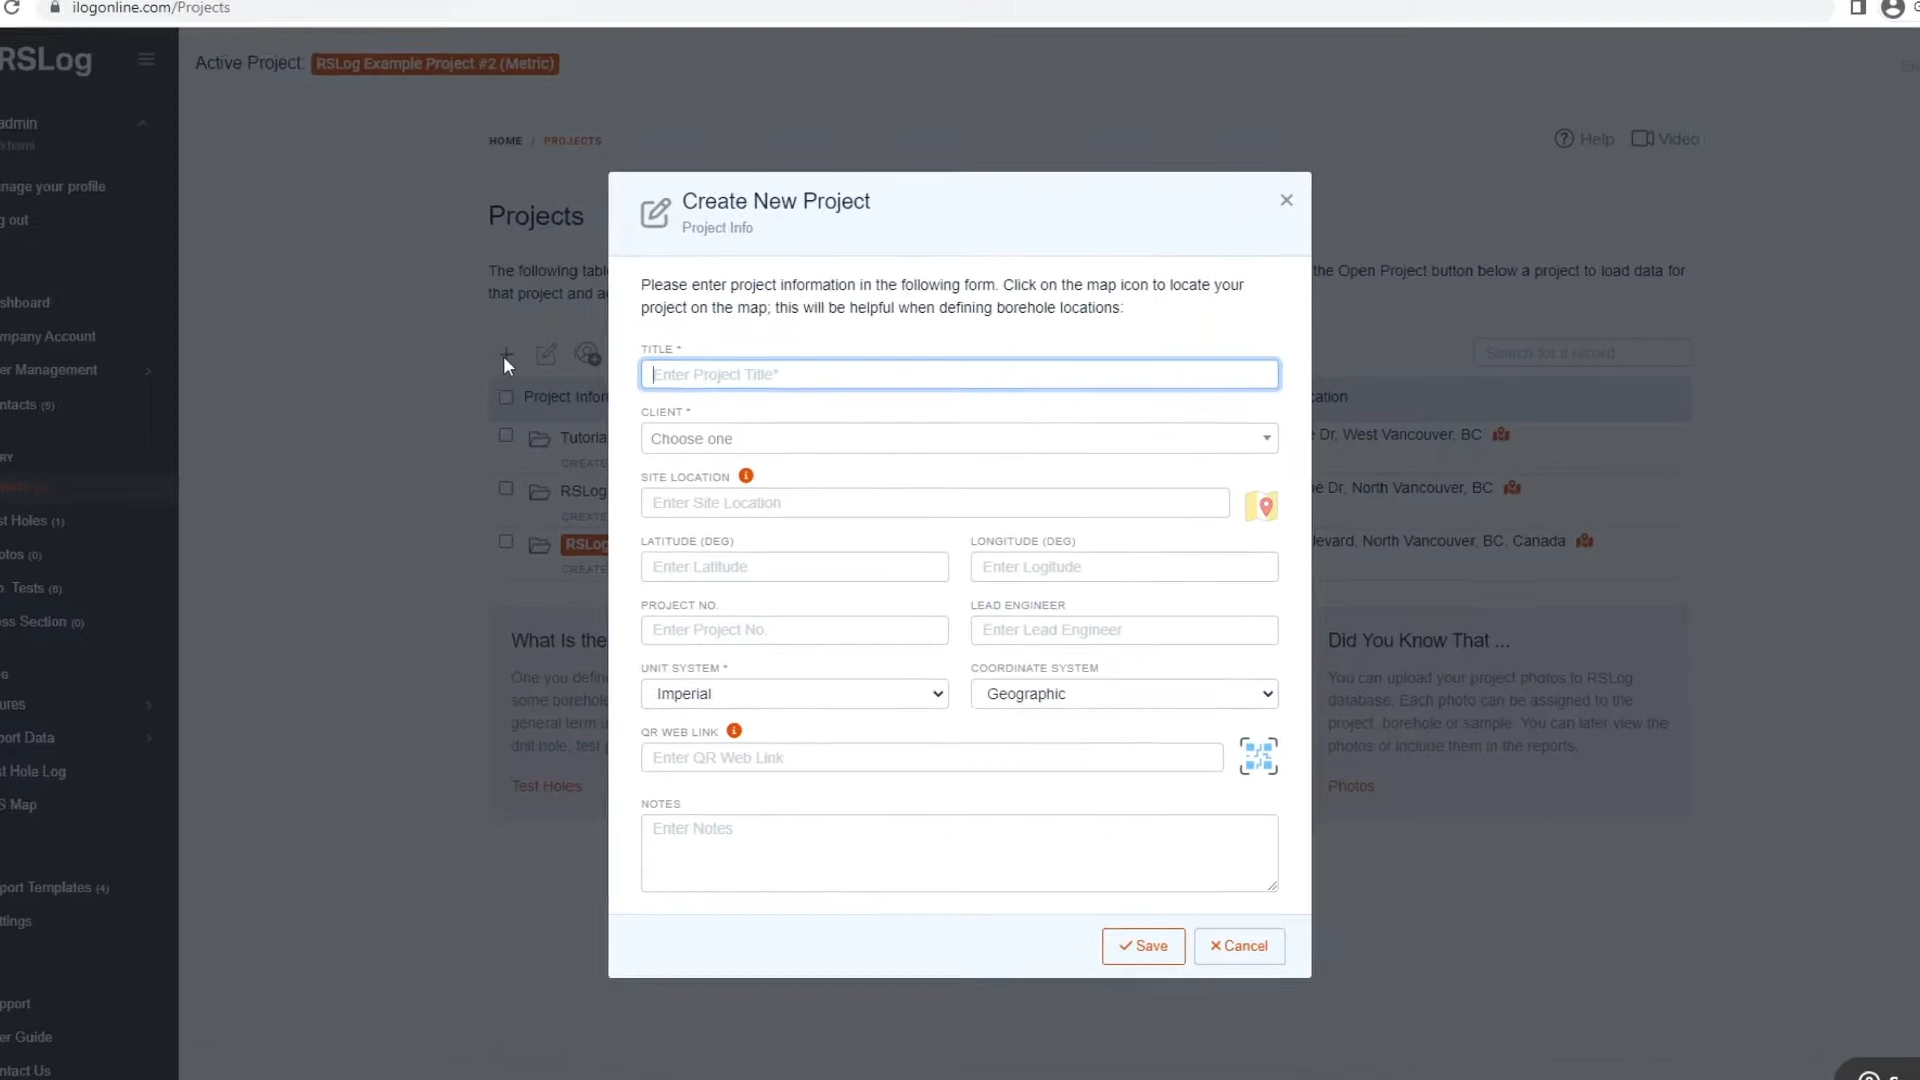 ilogonline.com/Projects
RSLog
Active Project: RSLog Example Project #2 (Metric)
admin
HOME / PROJECTS
Help
Video
nage your profile
g out
Projects
Create New Project
Project Info
The following tabl
the Open Project button below a project to load data for
that project and a
Please enter project information in the following form. Click on the map icon to locate your
project on the map; this will be helpful when defining borehole locations:
shboard
mpany Account
er Management
ntacts (5)
Search for a record
Project Infor
cation
Tutoria
e Dr, West Vancouver, BC
CREATE
RSLog
e Dr, North Vancouver, BC
CREATE
RSLog
levard, North Vancouver, BC, Canada
CREATE
TITLE *
Enter Project Title*
CLIENT *
Choose one
SITE LOCATION
Enter Site Location
LATITUDE (DEG)
LONGITUDE (DEG)
Enter Latitude
Enter Logitude
PROJECT NO.
LEAD ENGINEER
Enter Project No.
Enter Lead Engineer
UNIT SYSTEM *
COORDINATE SYSTEM
Imperial
Geographic
QR WEB LINK
Enter QR Web Link
NOTES
Enter Notes
Save
Cancel
RY
st Holes (1)
otos (0)
b. Tests (6)
oss Section (0)
G
ures
port Data
st Hole Log
S Map
port Templates (4)
ttings
pport
er Guide
ntact Us
What Is the
One you defin
some borehole
general term u
drill hole, test p
Test Holes
Did You Know That ...
You can upload your project photos to RSLog
database. Each photo can be assigned to the
project, borehole or sample. You can later view the
photos or include them in the reports.
Photos